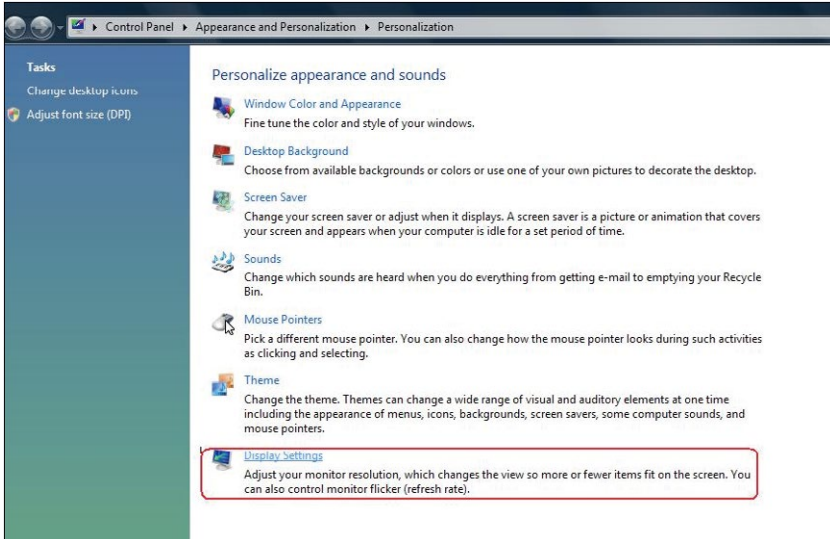 Control Panel ▸ Appearance and Personalization ▸ Personalization
Tasks
Change desktop icons
Adjust font size (DPI)
Personalize appearance and sounds
Window Color and Appearance
Fine tune the color and style of your windows.
Desktop Background
Choose from available backgrounds or colors or use one of your own pictures to decorate the desktop.
Screen Saver
Change your screen saver or adjust when it displays. A screen saver is a picture or animation that covers
your screen and appears when your computer is idle for a set period of time.
Sounds
Change which sounds are heard when you do everything from getting e-mail to emptying your Recycle
Bin.
Mouse Pointers
Pick a different mouse pointer. You can also change how the mouse pointer looks during such activities
as clicking and selecting.
Theme
Change the theme. Themes can change a wide range of visual and auditory elements at one time
including the appearance of menus, icons, backgrounds, screen savers, some computer sounds, and
mouse pointers.
Display Settings
Adjust your monitor resolution, which changes the view so more or fewer items fit on the screen. You
can also control monitor flicker (refresh rate).